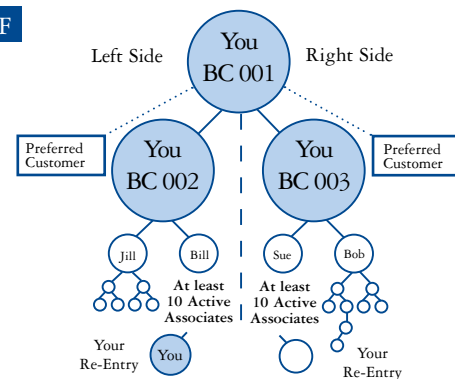 F
Left Side
You
BC 001
Right Side
Preferred
Customer
You
BC 002
You
BC 003
Preferred
Customer
Jill
Bill
Sue
Bob
At least
10 Active
Associates
At least
10 Active
Associates
Your
Re-Entry
You
Your
Re-Entry